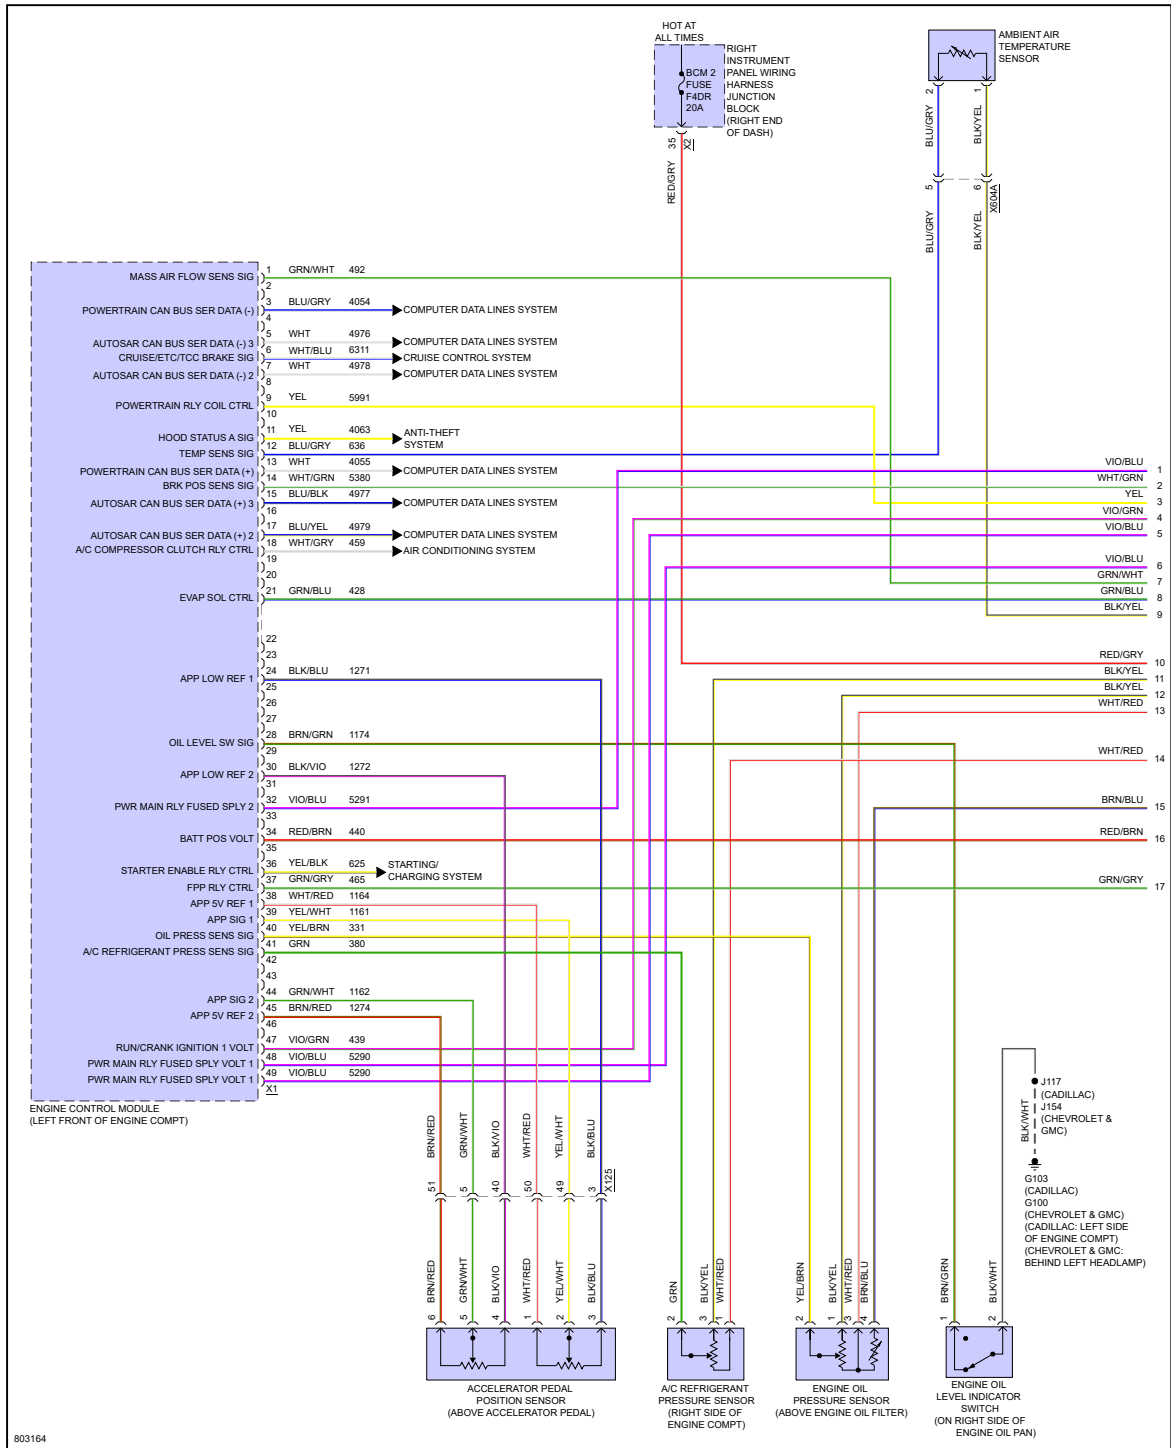 HOT AT
ALL TIMES
BCM 2
FUSE
F4DR
20A
RIGHT
INSTRUMENT
PANEL WIRING
HARNESS
JUNCTION
BLOCK
(RIGHT END
OF DASH)
35
X2
RED/GRY
AMBIENT AIR
TEMPERATURE
SENSOR
2
1
BLU/GRY
BLK/YEL
5
6
X604A
BLU/GRY
BLK/YEL
MASS AIR FLOW SENS SIG
1 GRN/WHT 492
2
POWERTRAIN CAN BUS SER DATA (-)
3 BLU/GRY 4054
COMPUTER DATA LINES SYSTEM
4
AUTOSAR CAN BUS SER DATA (-) 3
5 WHT 4976
COMPUTER DATA LINES SYSTEM
CRUISE/ETC/TCC BRAKE SIG
6 WHT/BLU 6311
CRUISE CONTROL SYSTEM
AUTOSAR CAN BUS SER DATA (-) 2
7 WHT 4978
COMPUTER DATA LINES SYSTEM
8
POWERTRAIN RLY COIL CTRL
9 YEL 5991
10
HOOD STATUS A SIG
11 YEL 4063
ANTI-THEFT
SYSTEM
TEMP SENS SIG
12 BLU/GRY 636
POWERTRAIN CAN BUS SER DATA (+)
13 WHT 4055
COMPUTER DATA LINES SYSTEM
BRK POS SENS SIG
14 WHT/GRN 5380
AUTOSAR CAN BUS SER DATA (+) 3
15 BLU/BLK 4977
COMPUTER DATA LINES SYSTEM
16
AUTOSAR CAN BUS SER DATA (+) 2
17 BLU/YEL 4979
COMPUTER DATA LINES SYSTEM
A/C COMPRESSOR CLUTCH RLY CTRL
18 WHT/GRY 459
AIR CONDITIONING SYSTEM
19
20
EVAP SOL CTRL
21 GRN/BLU 428
22
23
APP LOW REF 1
24 BLK/BLU 1271
25
26
27
OIL LEVEL SW SIG
28 BRN/GRN 1174
29
APP LOW REF 2
30 BLK/VIO 1272
31
PWR MAIN RLY FUSED SPLY 2
32 VIO/BLU 5291
33
BATT POS VOLT
34 RED/BRN 440
35
STARTER ENABLE RLY CTRL
36 YEL/BLK 625
STARTING/
CHARGING SYSTEM
FPP RLY CTRL
37 GRN/GRY 465
APP 5V REF 1
38 WHT/RED 1164
APP SIG 1
39 YEL/WHT 1161
OIL PRESS SENS SIG
40 YEL/BRN 331
A/C REFRIGERANT PRESS SENS SIG
41 GRN 380
42
43
APP SIG 2
44 GRN/WHT 1162
APP 5V REF 2
45 BRN/RED 1274
46
RUN/CRANK IGNITION 1 VOLT
47 VIO/GRN 439
PWR MAIN RLY FUSED SPLY VOLT 1
48 VIO/BLU 5290
PWR MAIN RLY FUSED SPLY VOLT 1
49 VIO/BLU 5290
X1
ENGINE CONTROL MODULE
(LEFT FRONT OF ENGINE COMPT)
VIO/BLU 1
WHT/GRN 2
YEL 3
VIO/GRN 4
VIO/BLU 5
VIO/BLU 6
GRN/WHT 7
GRN/BLU 8
BLK/YEL 9
RED/GRY 10
BLK/YEL 11
BLK/YEL 12
WHT/RED 13
WHT/RED 14
BRN/BLU 15
RED/BRN 16
GRN/GRY 17
BRN/RED
GRN/WHT
BLK/VIO
WHT/RED
YEL/WHT
BLK/BLU
51
5
40
50
49
3
X125
BRN/RED
GRN/WHT
BLK/VIO
WHT/RED
YEL/WHT
BLK/BLU
6
5
4
1
2
3
ACCELERATOR PEDAL
POSITION SENSOR
(ABOVE ACCELERATOR PEDAL)
GRN
BLK/YEL
WHT/RED
2
3
1
A/C REFRIGERANT
PRESSURE SENSOR
(RIGHT SIDE OF
ENGINE COMPT)
YEL/BRN
BLK/YEL
WHT/RED
BRN/BLU
2
1
3
4
ENGINE OIL
PRESSURE SENSOR
(ABOVE ENGINE OIL FILTER)
BRN/GRN
BLK/WHT
1
2
ENGINE OIL
LEVEL INDICATOR
SWITCH
(ON RIGHT SIDE OF
ENGINE OIL PAN)
BLK/WHT
J117
(CADILLAC)
J154
(CHEVROLET &
GMC)
G103
(CADILLAC)
G100
(CHEVROLET & GMC)
(CADILLAC: LEFT SIDE
OF ENGINE COMPT)
(CHEVROLET & GMC:
BEHIND LEFT HEADLAMP)
803164